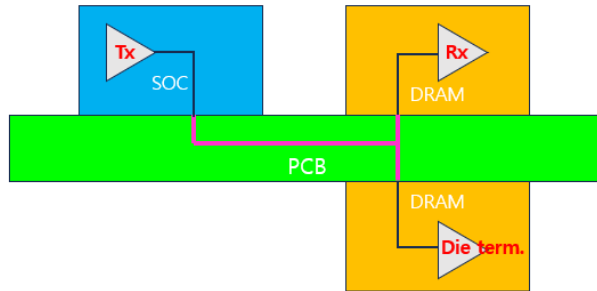 Tx
Rx
SOC
DRAM
PCB
DRAM
Die term.